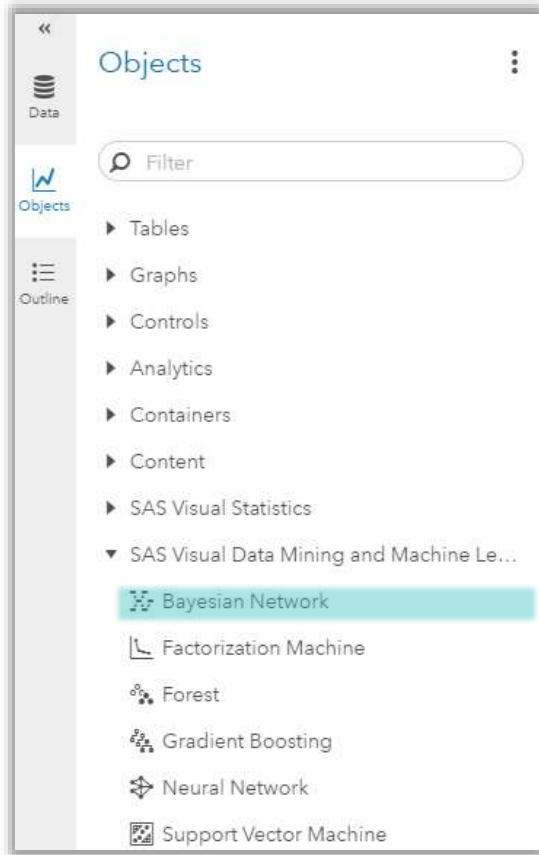 Objects
Data
Filter
Objects
Tables
Graphs
Outline
Controls
Analytics
Containers
Content
SAS Visual Statistics
SAS Visual Data Mining and Machine Le...
Bayesian Network
Factorization Machine
Forest
Gradient Boosting
Neural Network
Support Vector Machine